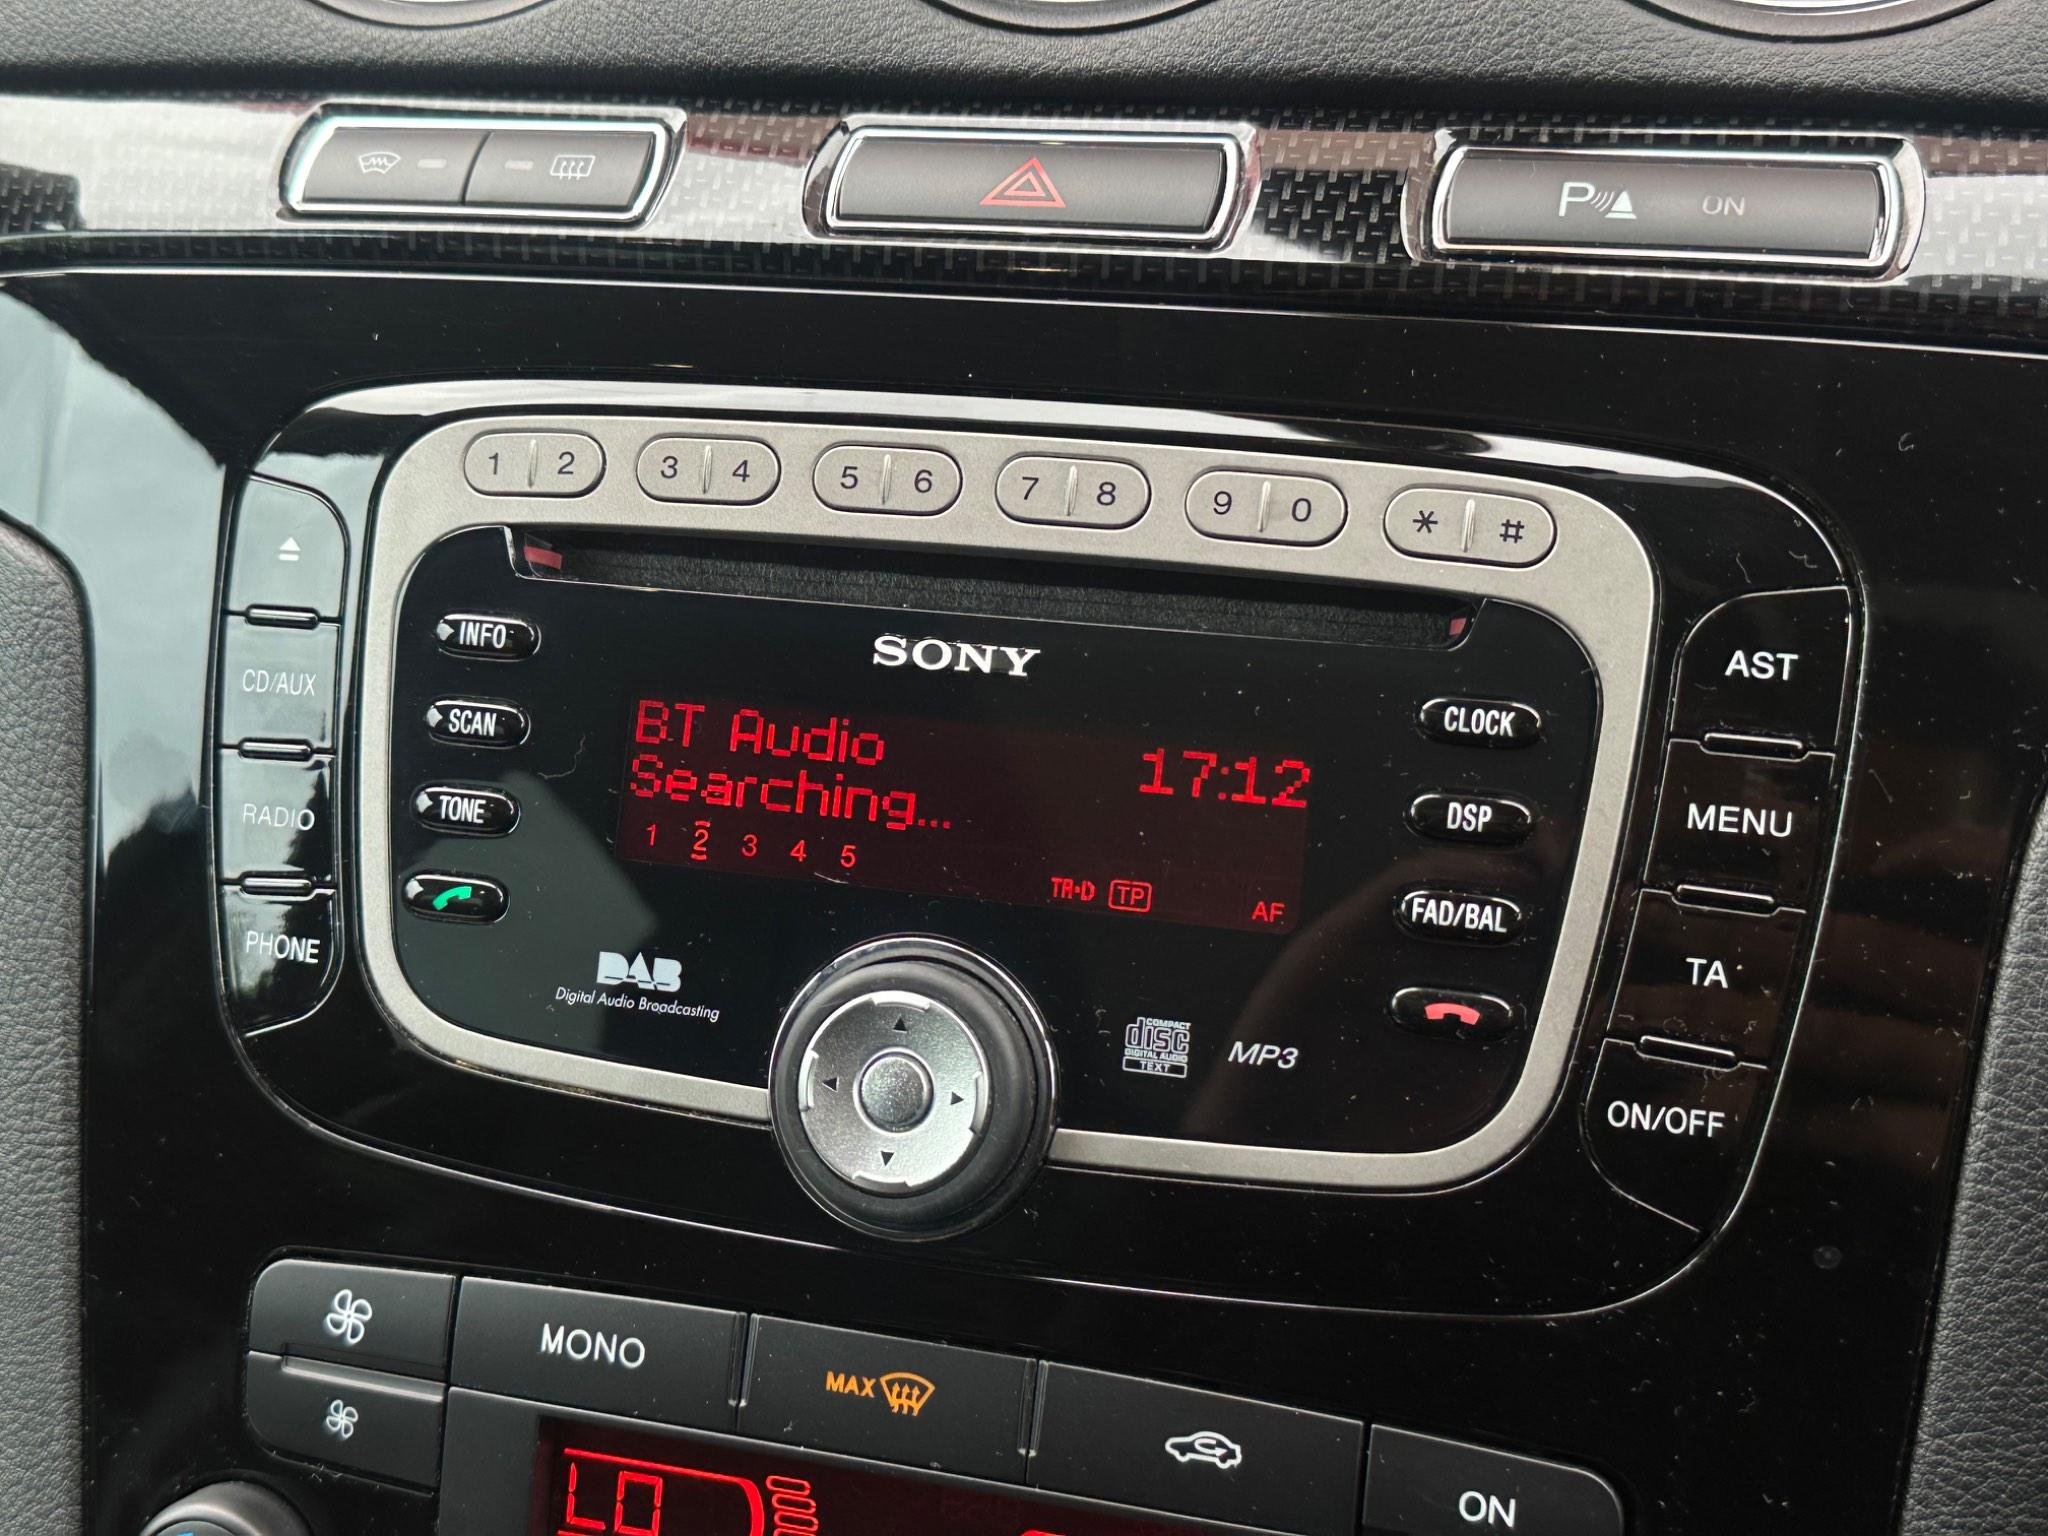 P ON
1 2 3 4 5 6 7 8 9 0 * #
SONY
INFO
SCAN
TONE
CD/AUX
RADIO
PHONE
BT Audio
Searching...
17:12
1 2 3 4 5
TA·D TP AF
CLOCK
DSP
FAD/BAL
AST
MENU
TA
ON/OFF
DAB
Digital Audio Broadcasting
COMPACT
disc
DIGITAL AUDIO
TEXT
MP3
MONO
MAX
ON
LO